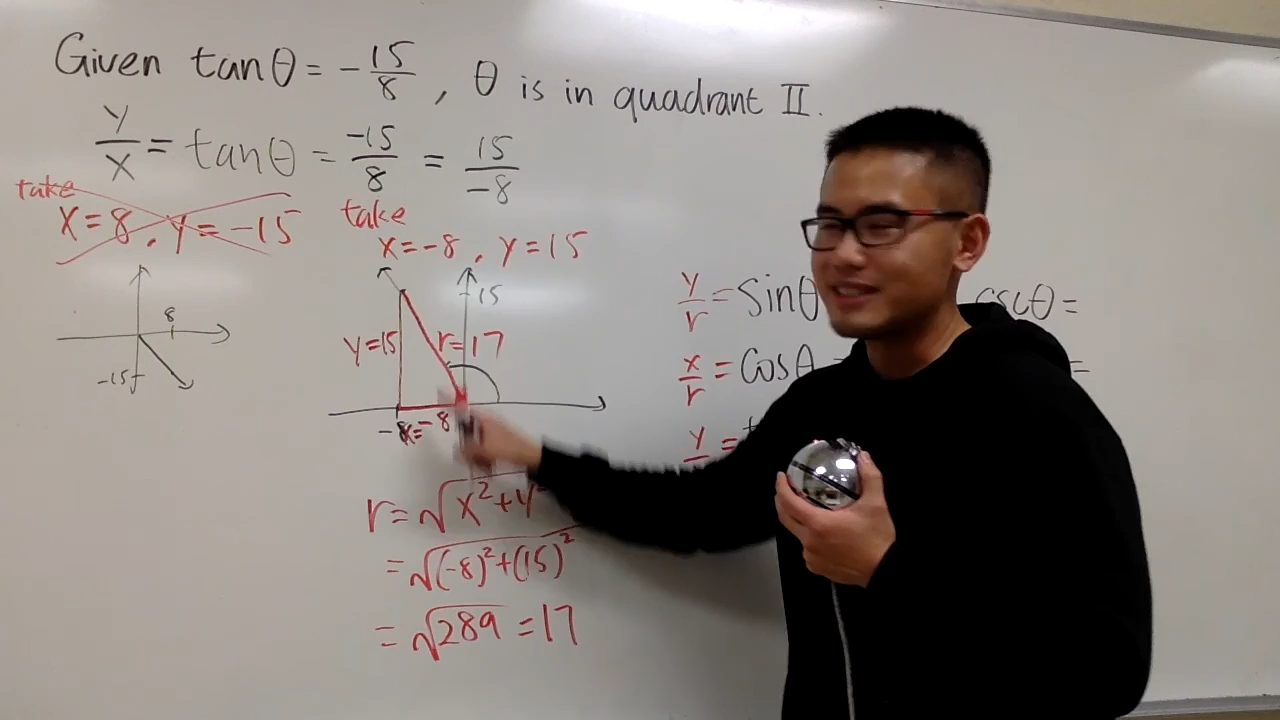 Given tanθ = -15/8, θ is in quadrant II.
y/x = tanθ = -15/8 = 15/-8
take
x=8, y=-15
take
x=-8, y=15
8
-15
15
y=15
r=17
-8
x=-8
r=√x²+y
=√(-8)²+(15)²
=√289 =17
y/r = sinθ
cscθ=
x/r = cosθ =
=
y
=